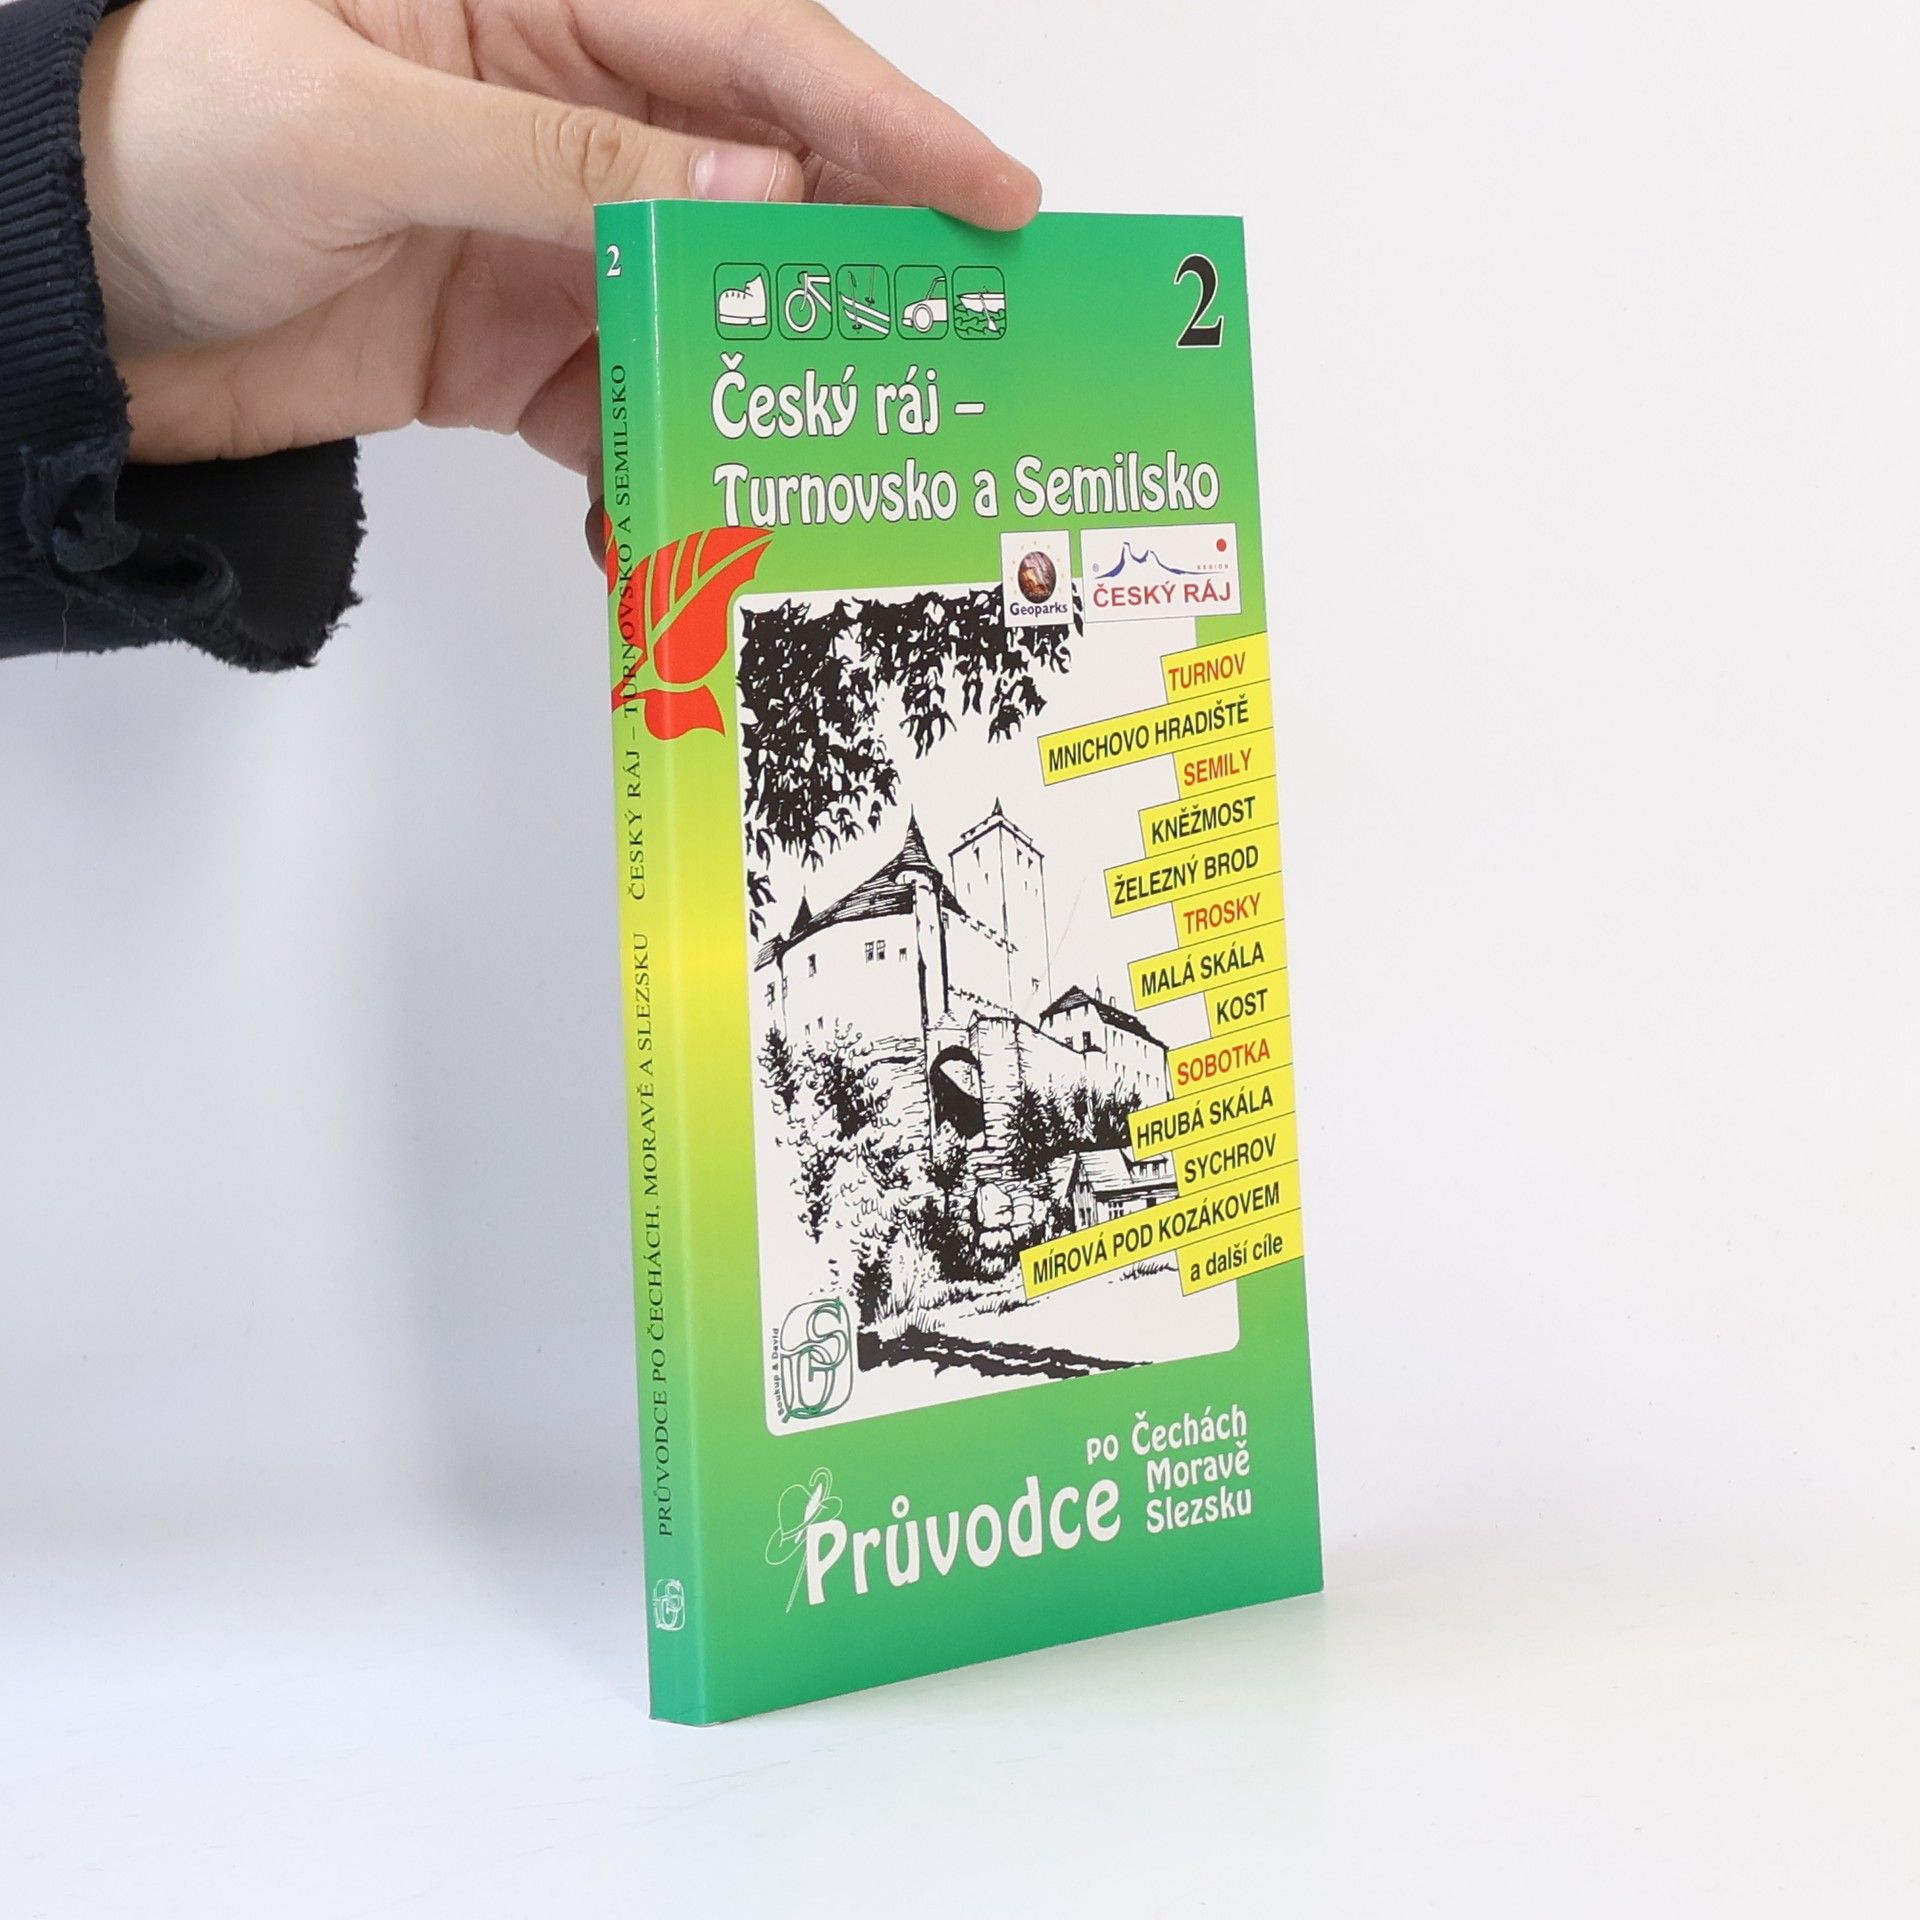 2
ČESKÝ RÁJ – TURNOVSKO A SEMILSKO
PRŮVODCE PO ČECHÁCH, MORAVĚ A SLEZSKU
2
Český ráj –
Turnovsko a Semilsko
Geoparks
® REGION
ČESKÝ RÁJ
TURNOV
MNICHOVO HRADIŠTĚ
SEMILY
KNĚŽMOST
ŽELEZNÝ BROD
TROSKY
MALÁ SKÁLA
KOST
SOBOTKA
HRUBÁ SKÁLA
SYCHROV
MÍROVÁ POD KOZÁKOVEM
a další cíle
Soukup & David
Průvodce
po Čechách
Moravě
Slezsku